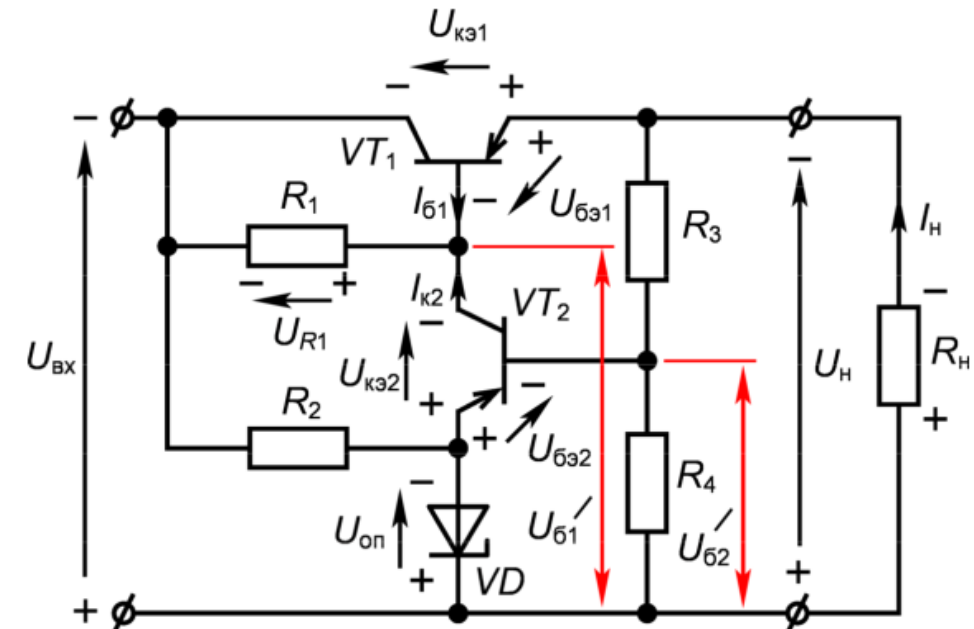 Uкэ1
− +
−
VT1
+
R1
Iб1
−
Uбэ1
R3
Iн
− +
UR1
Iк2
−
VT2
−
−
Uвх
Uкэ2
Uн
Rн
R2
+
−
+
Uбэ2
+
−
R4
Uоп
Uб1′
Uб2′
+
VD
+
+